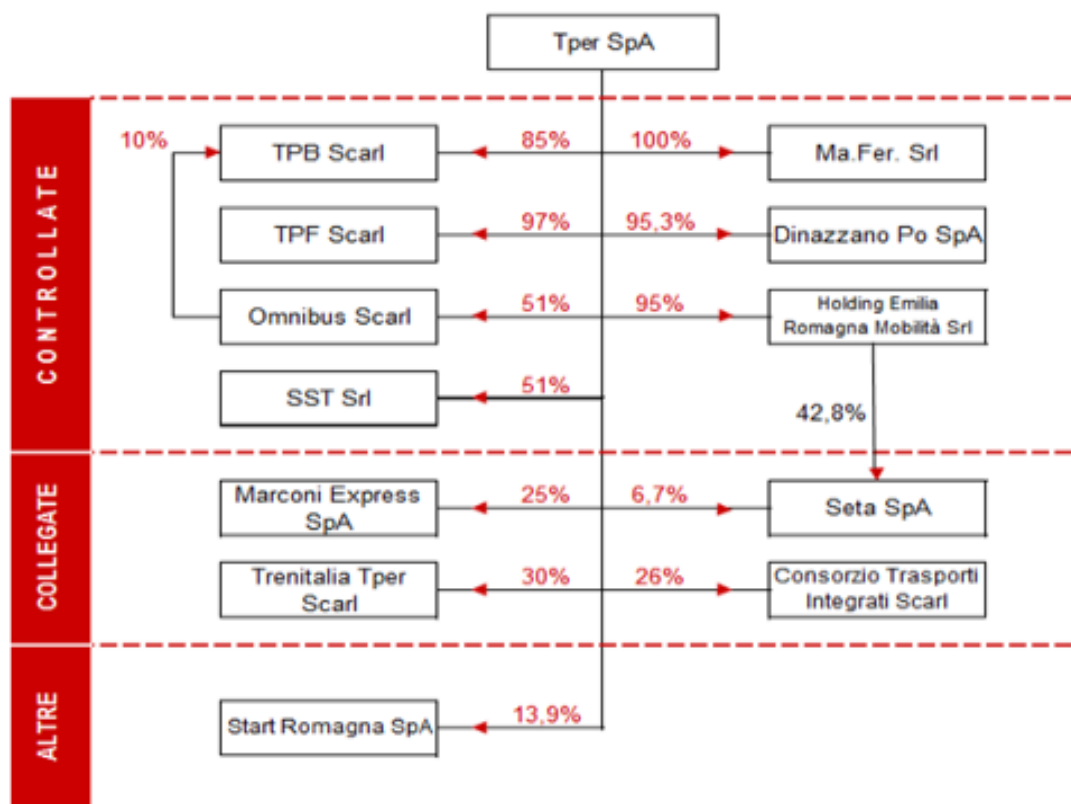 Tper SpA
CONTROLLATE
10%
TPB Scarl
85%
100%
Ma.Fer. Srl
TPF Scarl
97%
95,3%
Dinazzano Po SpA
Omnibus Scarl
51%
95%
Holding Emilia
Romagna Mobilità Srl
SST Srl
51%
42,8%
COLLEGATE
Marconi Express
SpA
25%
6,7%
Seta SpA
Trenitalia Tper
Scarl
30%
26%
Consorzio Trasporti
Integrati Scarl
ALTRE
Start Romagna SpA
13,9%